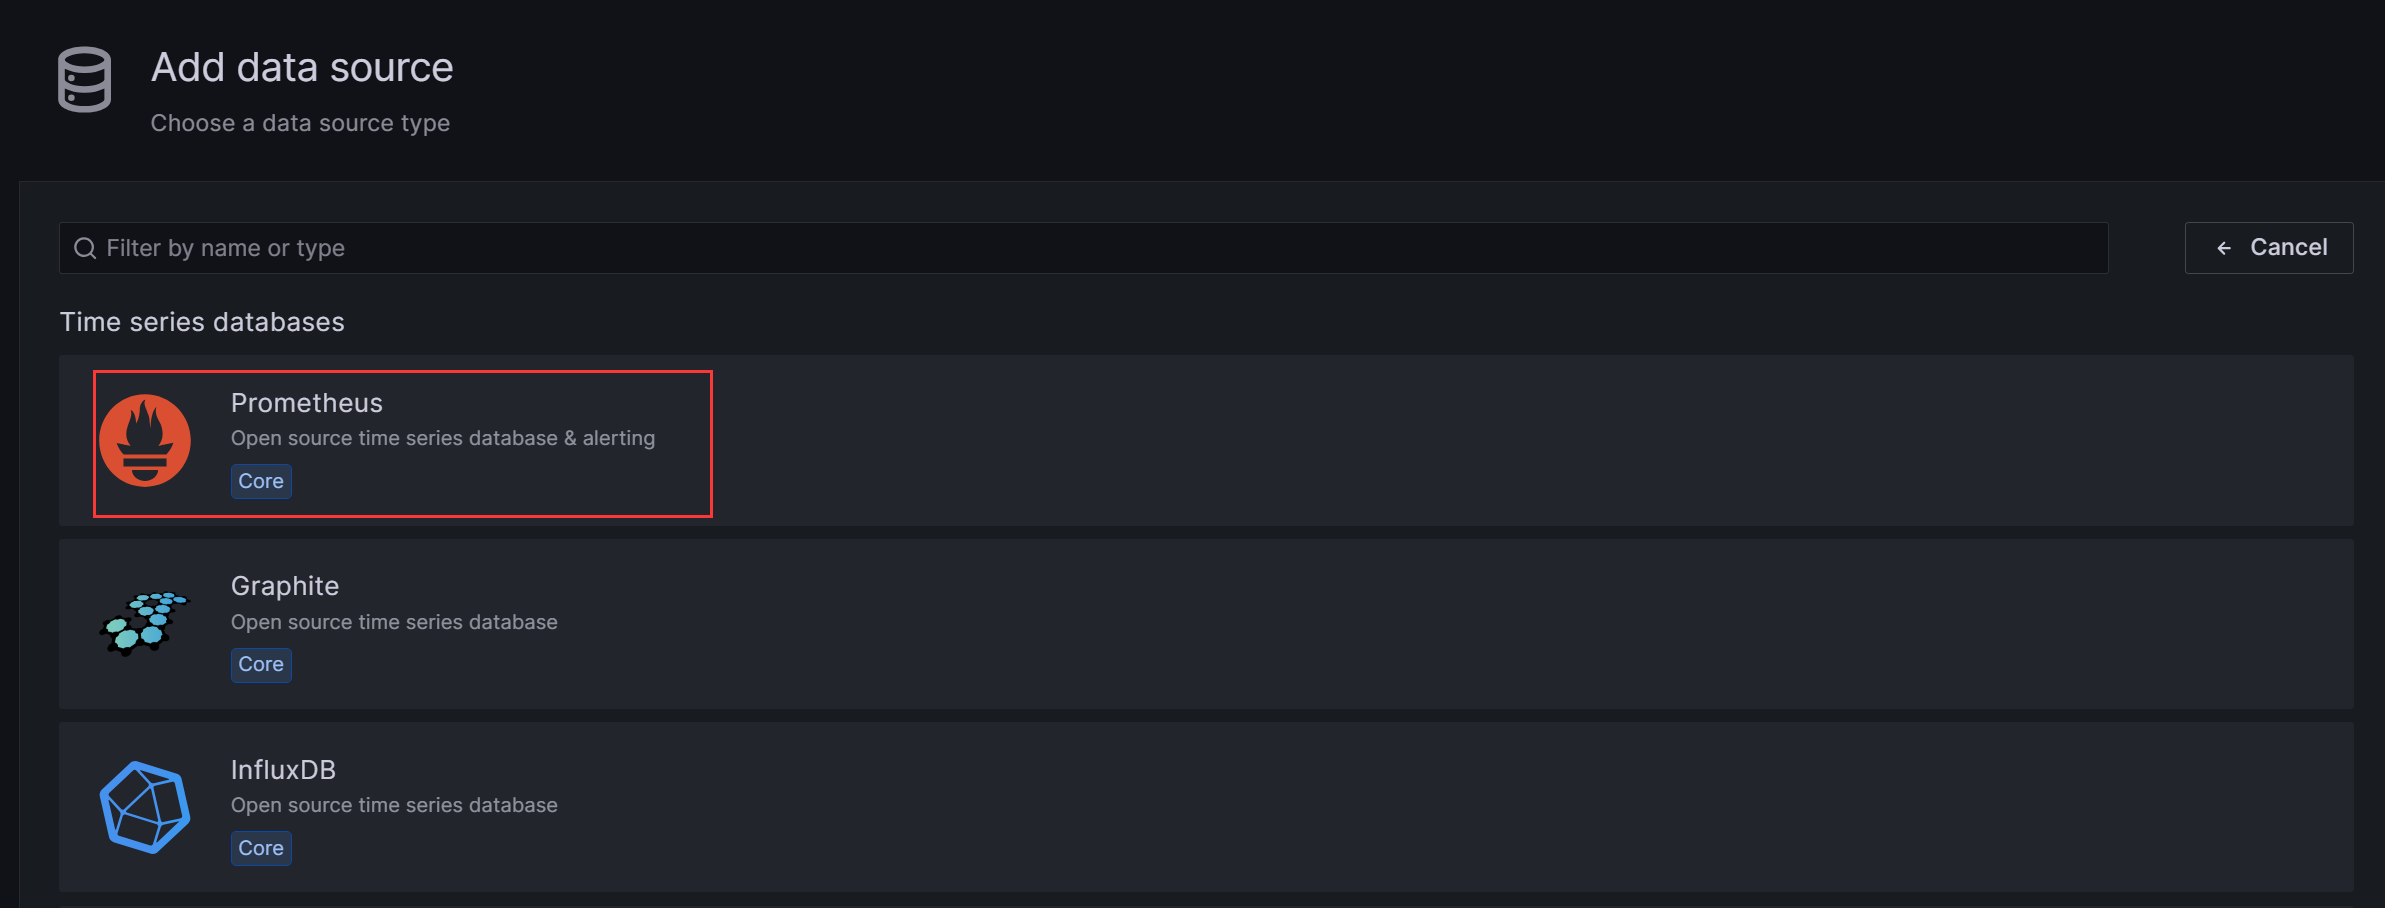 Add data source
Choose a data source type
Filter by name or type
Cancel
Time series databases
Prometheus
Open source time series database & alerting
Core
Graphite
Open source time series database
Core
InfluxDB
Open source time series database
Core